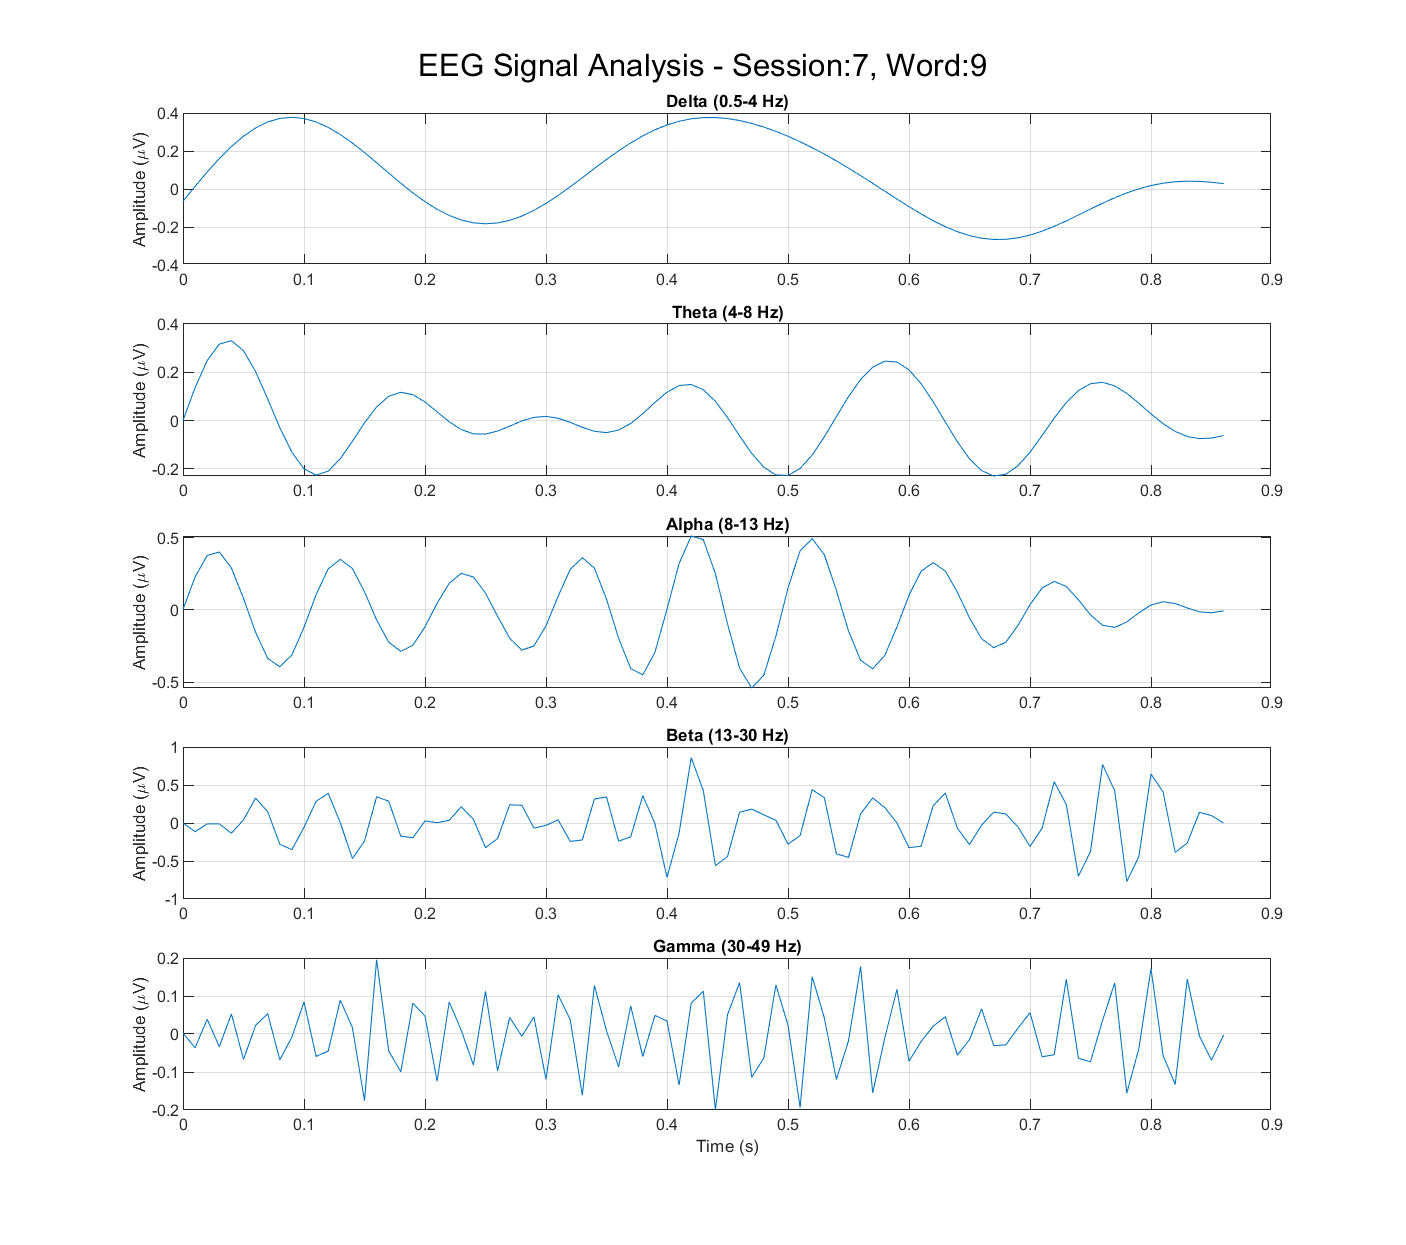 EEG Signal Analysis - Session:7, Word:9
Delta (0.5-4 Hz)
Amplitude (μV)
0.4
0.2
0
-0.2
-0.4
0 0.1 0.2 0.3 0.4 0.5 0.6 0.7 0.8 0.9
Theta (4-8 Hz)
Amplitude (μV)
0.4
0.2
0
-0.2
0 0.1 0.2 0.3 0.4 0.5 0.6 0.7 0.8 0.9
Alpha (8-13 Hz)
Amplitude (μV)
0.5
0
-0.5
0 0.1 0.2 0.3 0.4 0.5 0.6 0.7 0.8 0.9
Beta (13-30 Hz)
Amplitude (μV)
1
0.5
0
-0.5
-1
0 0.1 0.2 0.3 0.4 0.5 0.6 0.7 0.8 0.9
Gamma (30-49 Hz)
Amplitude (μV)
0.2
0.1
0
-0.1
-0.2
0 0.1 0.2 0.3 0.4 0.5 0.6 0.7 0.8 0.9
Time (s)